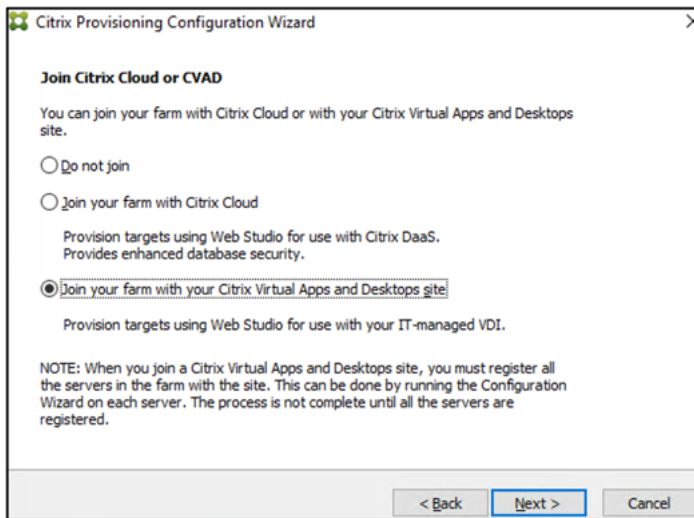 Citrix Provisioning Configuration Wizard
Join Citrix Cloud or CVAD
You can join your farm with Citrix Cloud or with your Citrix Virtual Apps and Desktops
site.
Do not join
Join your farm with Citrix Cloud
Provision targets using Web Studio for use with Citrix DaaS.
Provides enhanced database security.
Join your farm with your Citrix Virtual Apps and Desktops site
Provision targets using Web Studio for use with your IT-managed VDI.
NOTE: When you join a Citrix Virtual Apps and Desktops site, you must register all
the servers in the farm with the site. This can be done by running the Configuration
Wizard on each server. The process is not complete until all the servers are
registered.
< Back Next > Cancel